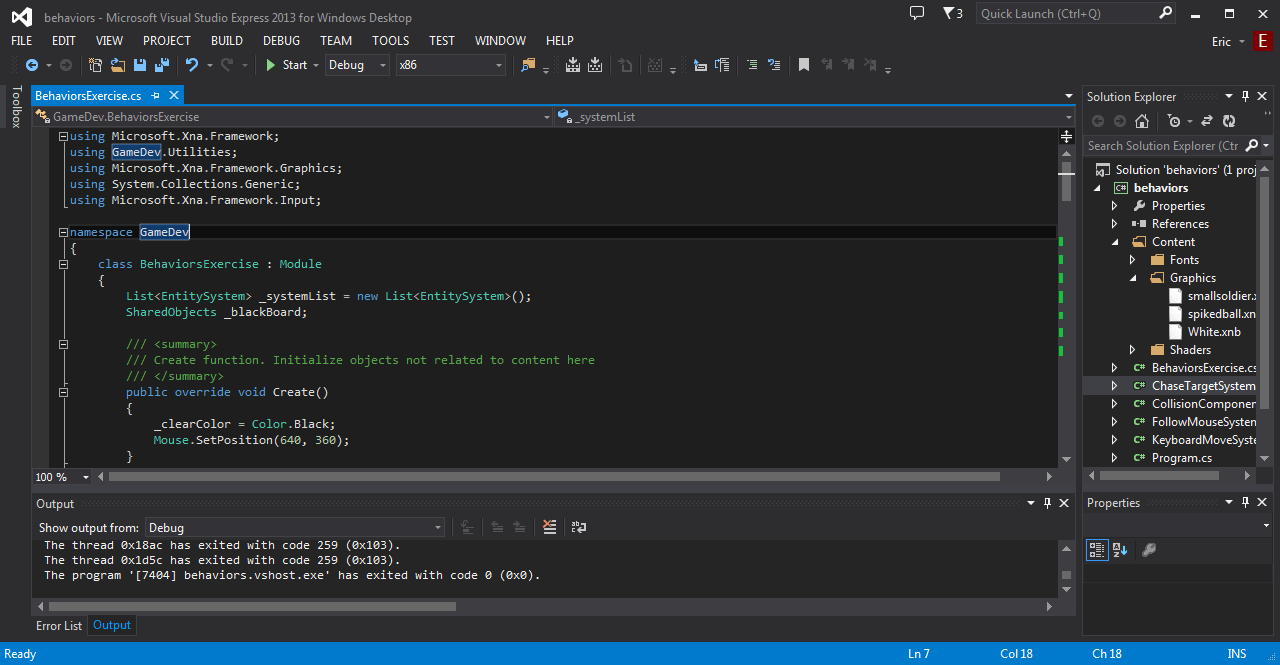 behaviors - Microsoft Visual Studio Express 2013 for Windows Desktop
3
Quick Launch (Ctrl+Q)
FILE EDIT VIEW PROJECT BUILD DEBUG TEAM TOOLS TEST WINDOW HELP
Eric E
Start Debug x86
Toolbox
BehaviorsExercise.cs
GameDev.BehaviorsExercise
_systemList
using Microsoft.Xna.Framework;
using GameDev.Utilities;
using Microsoft.Xna.Framework.Graphics;
using System.Collections.Generic;
using Microsoft.Xna.Framework.Input;
namespace GameDev
{
class BehaviorsExercise : Module
{
List<EntitySystem> _systemList = new List<EntitySystem>();
SharedObjects _blackBoard;
/// <summary>
/// Create function. Initialize objects not related to content here
/// </summary>
public override void Create()
{
_clearColor = Color.Black;
Mouse.SetPosition(640, 360);
}
100 %
Output
Show output from: Debug
The thread 0x18ac has exited with code 259 (0x103).
The thread 0x1d5c has exited with code 259 (0x103).
The program '[7404] behaviors.vshost.exe' has exited with code 0 (0x0).
Error List Output
Solution Explorer
Search Solution Explorer (Ctr
Solution 'behaviors' (1 proj
C# behaviors
Properties
References
Content
Fonts
Graphics
smallsoldier.x
spikedball.xn
White.xnb
Shaders
C# BehaviorsExercise.cs
C# ChaseTargetSystem
C# CollisionComponen
C# FollowMouseSystem
C# KeyboardMoveSyste
C# Program.cs
Properties
Ready
Ln 7 Col 18 Ch 18 INS